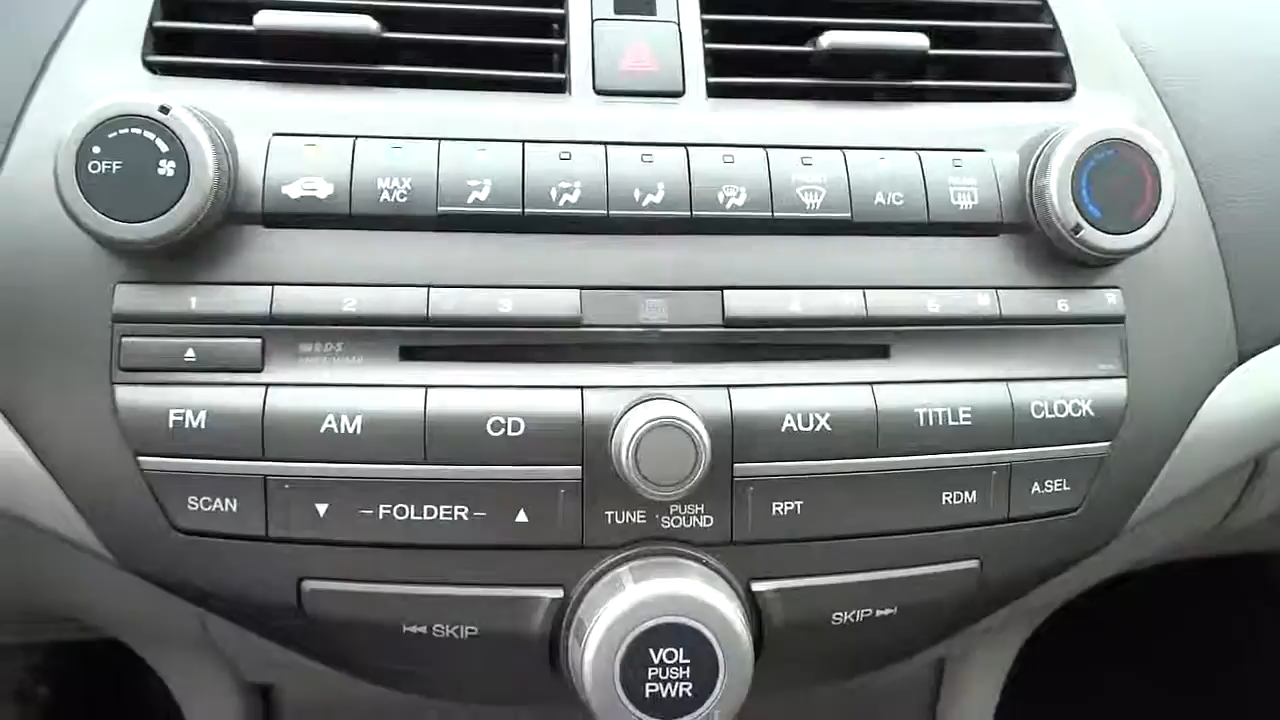 OFF
MAX
A/C
FRONT
A/C
REAR
1 2 3 4 5 6
FM AM CD AUX TITLE CLOCK
SCAN ▼ –FOLDER– ▲ RPT RDM A.SEL
TUNE PUSH
SOUND
⏮ SKIP SKIP ⏭
VOL
PUSH
PWR